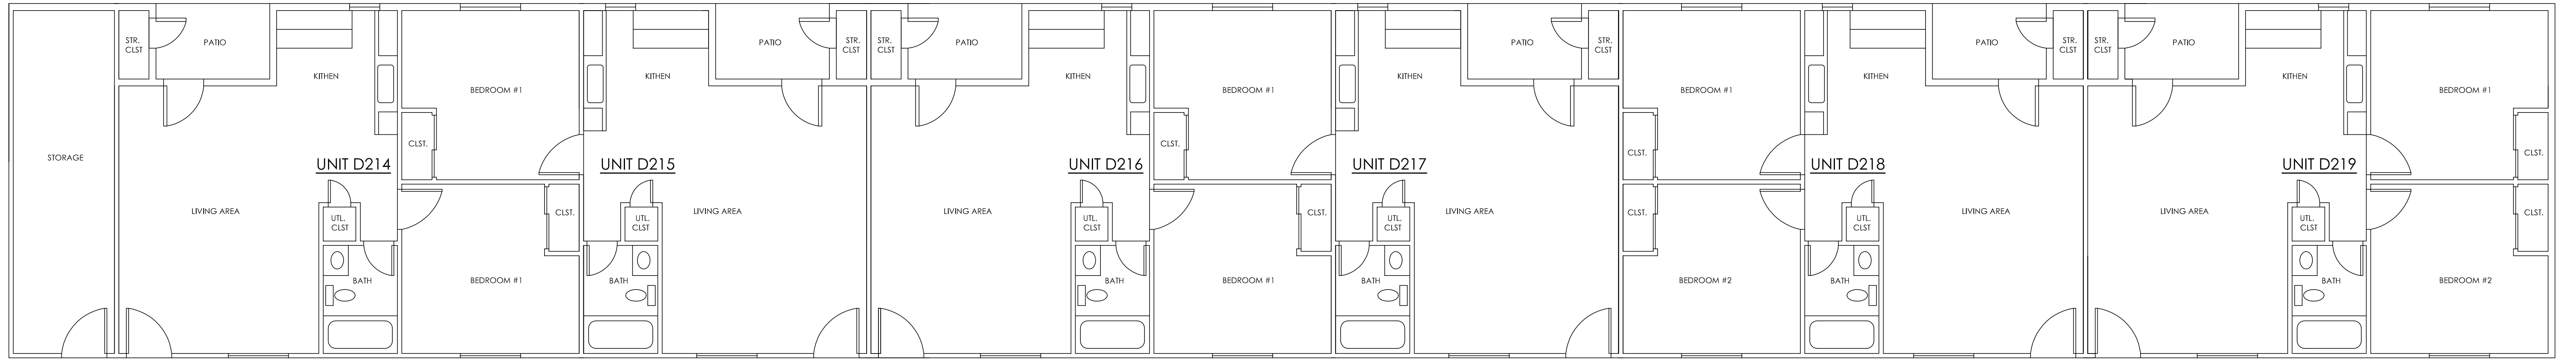 STORAGE
STR.
CLST
PATIO
KITHEN
UNIT D214
LIVING AREA
UTL.
CLST
BATH
BEDROOM #1
CLST.
CLST.
BEDROOM #1
KITHEN
PATIO
STR.
CLST
UNIT D215
LIVING AREA
UTL.
CLST
BATH
STR.
CLST
PATIO
KITHEN
UNIT D216
LIVING AREA
UTL.
CLST
BATH
BEDROOM #1
CLST.
CLST.
BEDROOM #1
KITHEN
PATIO
STR.
CLST
UNIT D217
LIVING AREA
UTL.
CLST
BATH
BEDROOM #1
CLST.
CLST.
BEDROOM #2
KITHEN
PATIO
STR.
CLST
UNIT D218
LIVING AREA
UTL.
CLST
BATH
STR.
CLST
PATIO
KITHEN
UNIT D219
LIVING AREA
UTL.
CLST
BATH
BEDROOM #1
CLST.
CLST.
BEDROOM #2